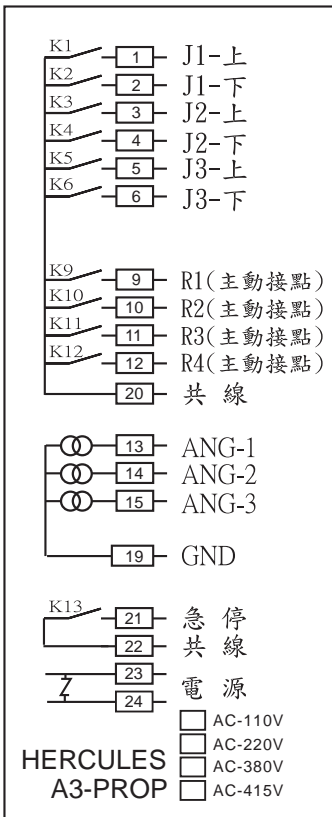 K1 1 J1-上
K2 2 J1-下
K3 3 J2-上
K4 4 J2-下
K5 5 J3-上
K6 6 J3-下
K9 9 R1(主動接點)
K10 10 R2(主動接點)
K11 11 R3(主動接點)
K12 12 R4(主動接點)
20 共 線
13 ANG-1
14 ANG-2
15 ANG-3
19 GND
K13 21 急 停
22 共 線
23
24
電 源
AC-110V
AC-220V
HERCULES AC-380V
A3-PROP AC-415V